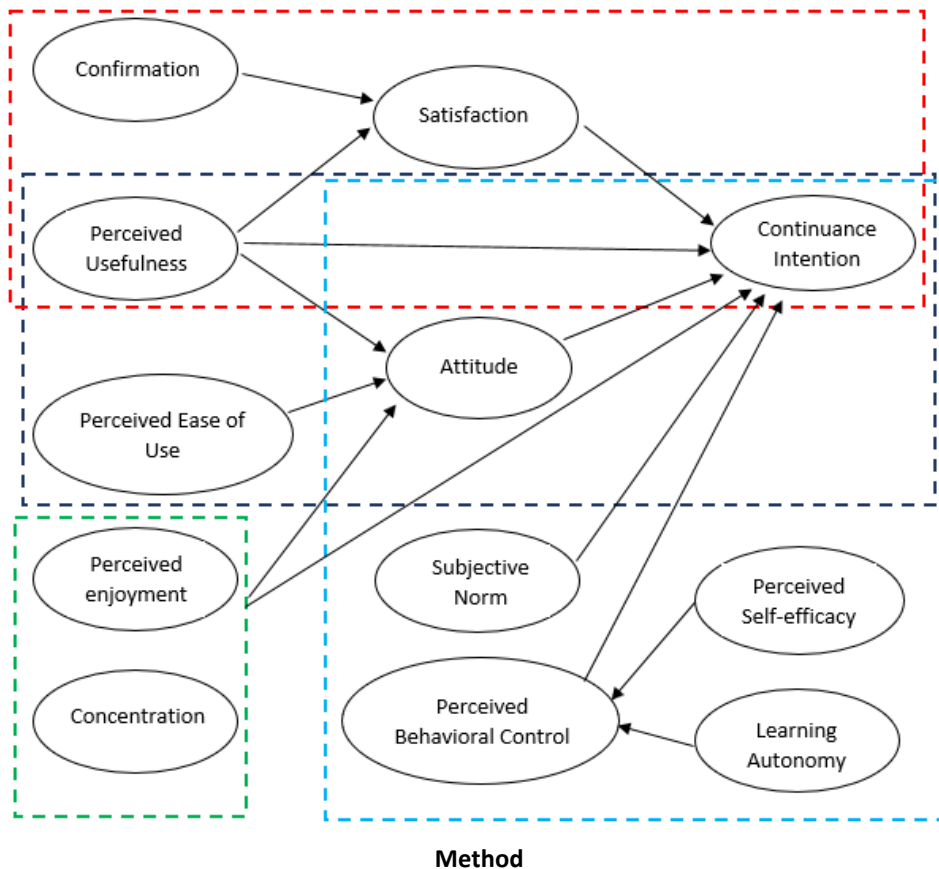 Confirmation
Satisfaction
Perceived
Usefulness
Continuance
Intention
Attitude
Perceived Ease of
Use
Perceived
enjoyment
Subjective
Norm
Perceived
Self-efficacy
Concentration
Perceived
Behavioral Control
Learning
Autonomy
Method